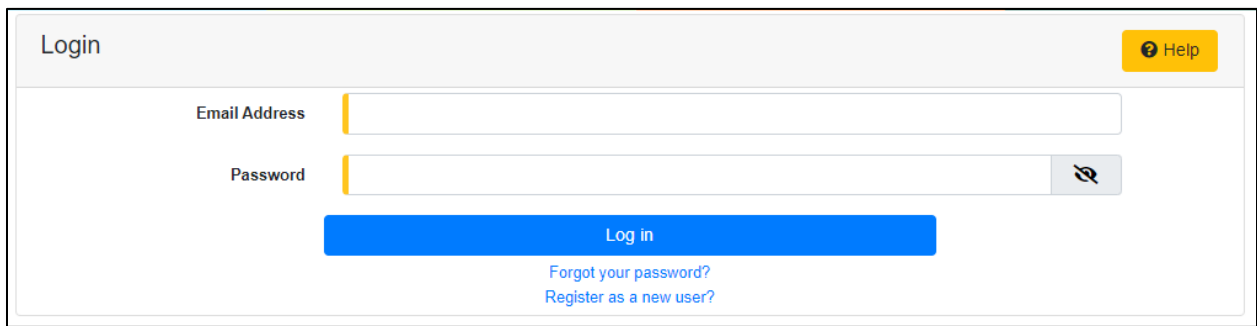 Login
Help
Email Address
Password
Log in
Forgot your password?
Register as a new user?